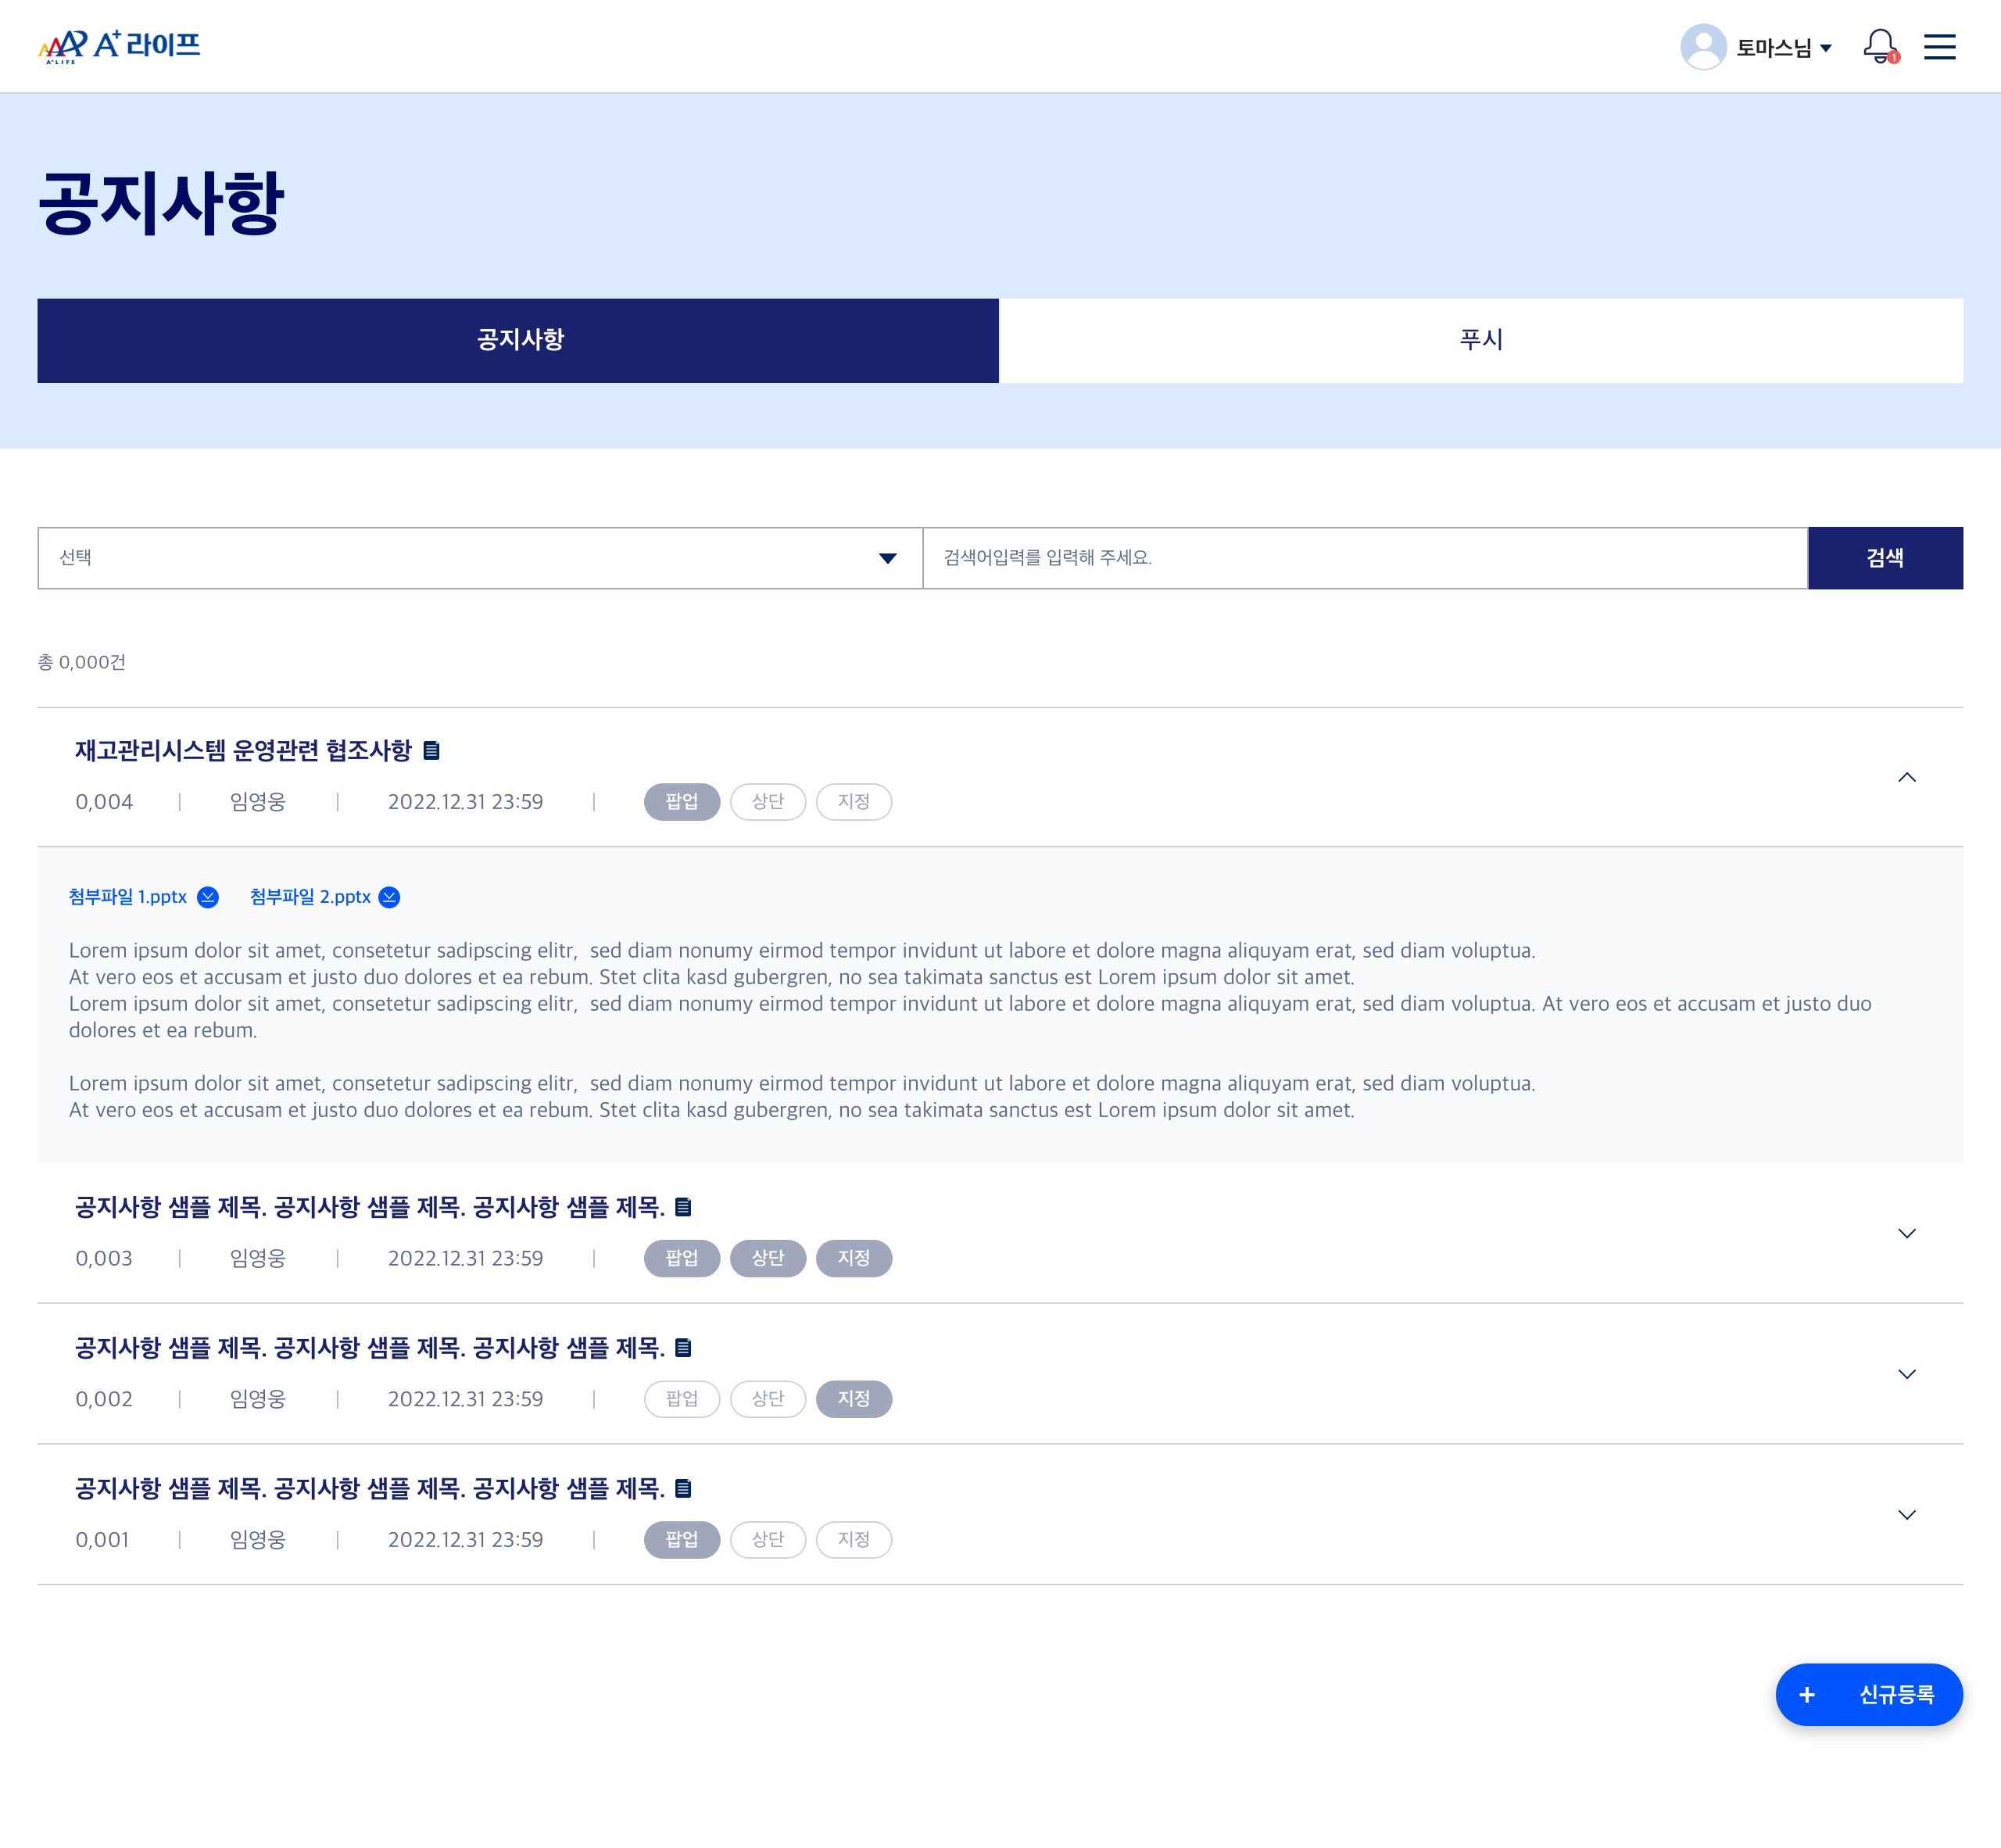 A+ 라이프
A+LIFE
토마스님
1
공지사항
공지사항
푸시
선택
검색어입력를 입력해 주세요.
검색
총 0,000건
재고관리시스템 운영관련 협조사항
0,004 | 임영웅 | 2022.12.31 23:59 | 팝업 상단 지정
첨부파일 1.pptx 첨부파일 2.pptx
Lorem ipsum dolor sit amet, consetetur sadipscing elitr,  sed diam nonumy eirmod tempor invidunt ut labore et dolore magna aliquyam erat, sed diam voluptua.
At vero eos et accusam et justo duo dolores et ea rebum. Stet clita kasd gubergren, no sea takimata sanctus est Lorem ipsum dolor sit amet.
Lorem ipsum dolor sit amet, consetetur sadipscing elitr,  sed diam nonumy eirmod tempor invidunt ut labore et dolore magna aliquyam erat, sed diam voluptua. At vero eos et accusam et justo duo
dolores et ea rebum.
Lorem ipsum dolor sit amet, consetetur sadipscing elitr,  sed diam nonumy eirmod tempor invidunt ut labore et dolore magna aliquyam erat, sed diam voluptua.
At vero eos et accusam et justo duo dolores et ea rebum. Stet clita kasd gubergren, no sea takimata sanctus est Lorem ipsum dolor sit amet.
공지사항 샘플 제목. 공지사항 샘플 제목. 공지사항 샘플 제목.
0,003 | 임영웅 | 2022.12.31 23:59 | 팝업 상단 지정
공지사항 샘플 제목. 공지사항 샘플 제목. 공지사항 샘플 제목.
0,002 | 임영웅 | 2022.12.31 23:59 | 팝업 상단 지정
공지사항 샘플 제목. 공지사항 샘플 제목. 공지사항 샘플 제목.
0,001 | 임영웅 | 2022.12.31 23:59 | 팝업 상단 지정
+ 신규등록